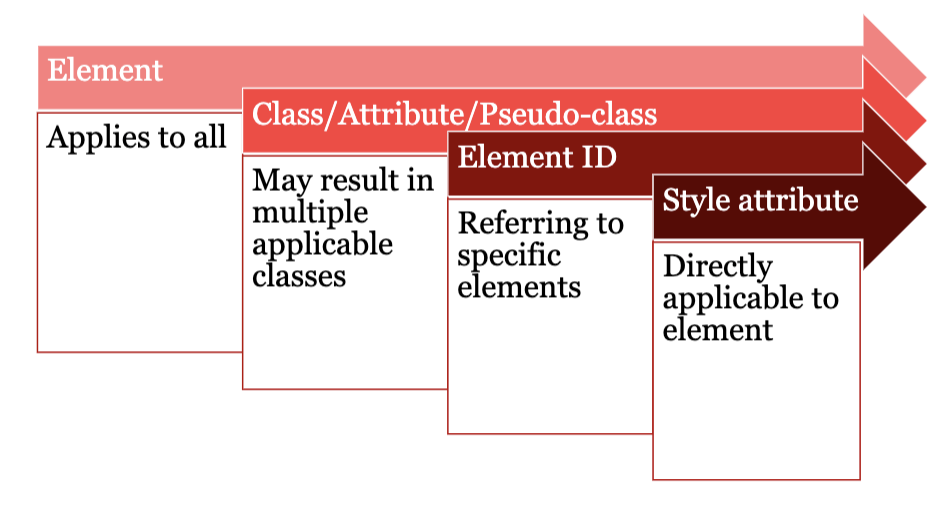 Element
Applies to all
Class/Attribute/Pseudo-class
May result in
multiple
applicable
classes
Element ID
Referring to
specific
elements
Style attribute
Directly
applicable to
element